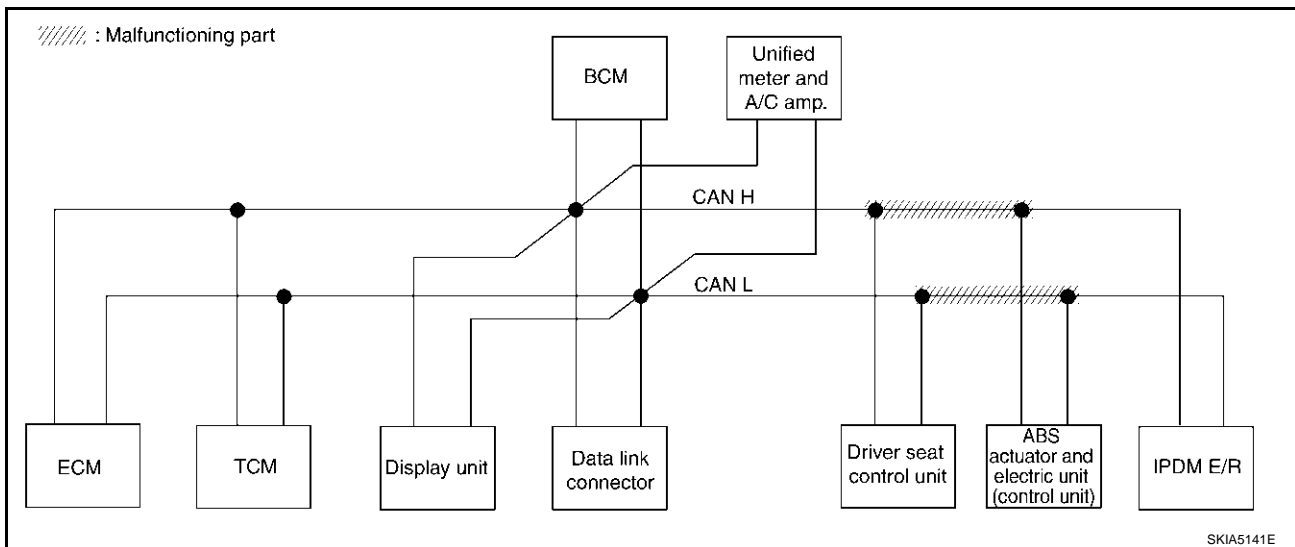 : Malfunctioning part
BCM
Unified
meter and
A/C amp.
CAN H
CAN L
ECM
TCM
Display unit
Data link
connector
Driver seat
control unit
ABS
actuator and
electric unit
(control unit)
IPDM E/R
SKIA5141E